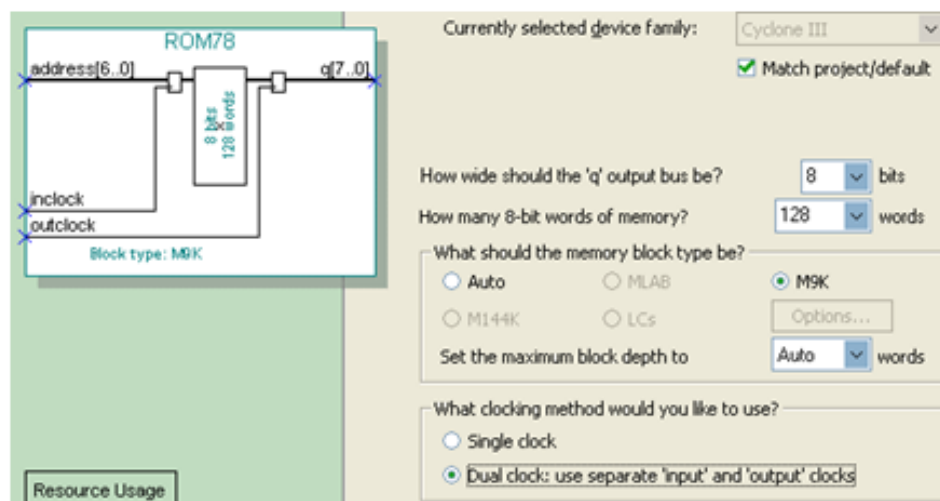 ROM78
address[6..0]
q[7..0]
8 bits
128 words
inclock
outclock
Block type: M9K
Resource Usage
Currently selected device family:
Cyclone III
Match project/default
How wide should the 'q' output bus be?
8
bits
How many 8-bit words of memory?
128
words
What should the memory block type be?
Auto
MLAB
M9K
M144K
LCs
Options...
Set the maximum block depth to
Auto
words
What clocking method would you like to use?
Single clock
Dual clock: use separate 'input' and 'output' clocks